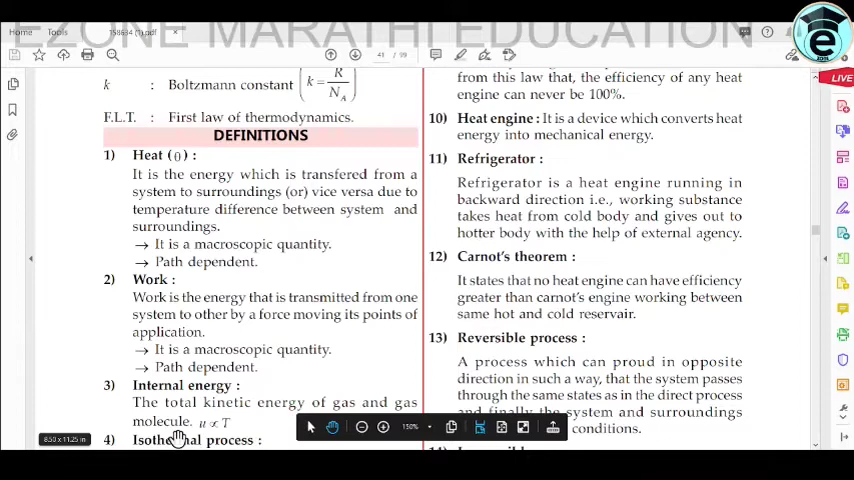 EZONE MARATHI EDUCATION
Home Tools 158634 (1).pdf ×
41 / 99
LIVE
k : Boltzmann constant (k = R / N_A)
F.L.T. : First law of thermodynamics.
DEFINITIONS
1) Heat (θ) :
It is the energy which is transfered from a
system to surroundings (or) vice versa due to
temperature difference between system and
surroundings.
→ It is a macroscopic quantity.
→ Path dependent.
2) Work :
Work is the energy that is transmitted from one
system to other by a force moving its points of
application.
→ It is a macroscopic quantity.
→ Path dependent.
3) Internal energy :
The total kinetic energy of gas and gas
molecule. u ∝ T
4) Isothermal process :
from this law that, the efficiency of any heat
engine can never be 100%.
10) Heat engine : It is a device which converts heat
energy into mechanical energy.
11) Refrigerator :
Refrigerator is a heat engine running in
backward direction i.e., working substance
takes heat from cold body and gives out to
hotter body with the help of external agency.
12) Carnot's theorem :
It states that no heat engine can have efficiency
greater than carnot's engine working between
same hot and cold reservair.
13) Reversible process :
A process which can proud in opposite
direction in such a way, that the system passes
through the same states as in the direct process
and finally the system and surroundings
conditions.
8.50 x 11.25 in
150%
e